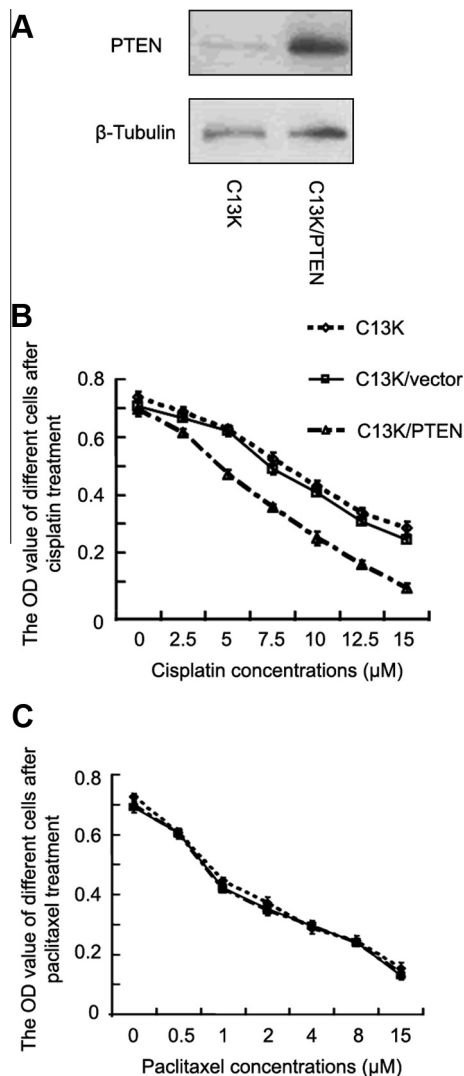 A
PTEN
β-Tubulin
C13K
C13K/PTEN
B
C13K
C13K/vector
C13K/PTEN
The OD value of different cells after
cisplatin treatment
0.8
0.6
0.4
0.2
0
0 2.5 5 7.5 10 12.5 15
Cisplatin concentrations (μM)
C
The OD value of different cells after
paclitaxel treatment
0.8
0.6
0.4
0.2
0
0 0.5 1 2 4 8 15
Paclitaxel concentrations (μM)